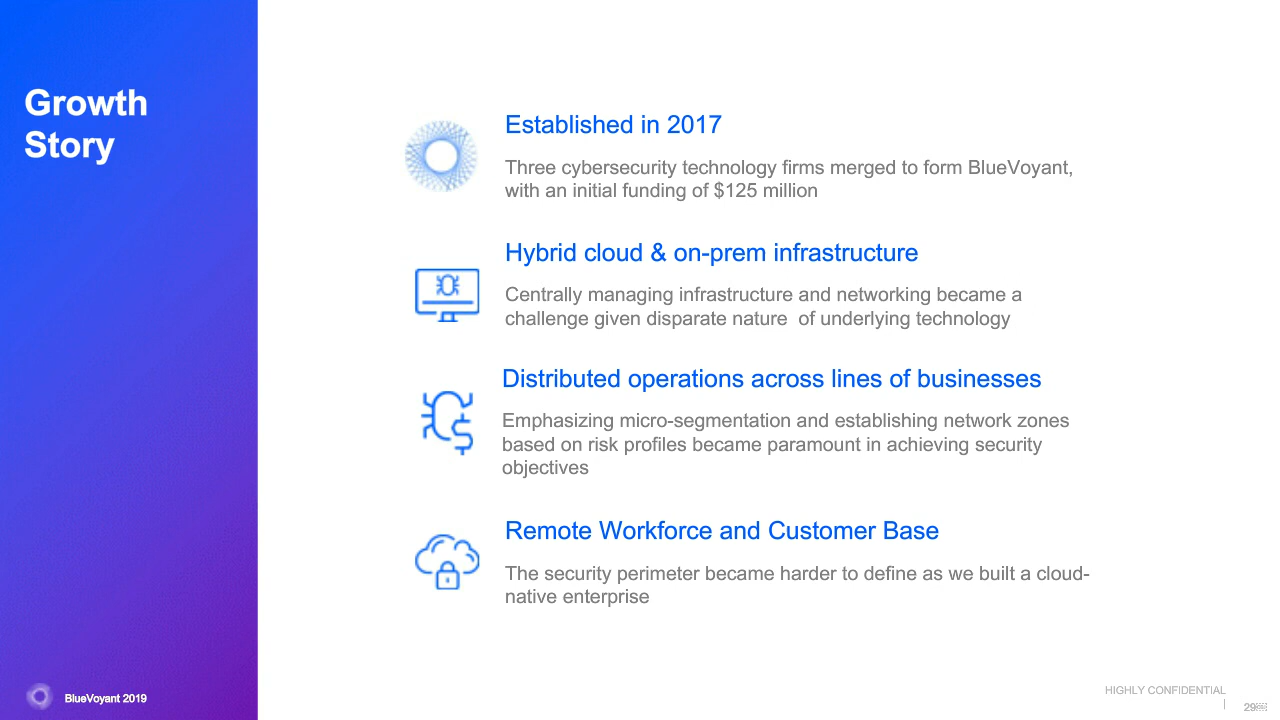 Growth
Story
Established in 2017
Three cybersecurity technology firms merged to form BlueVoyant,
with an initial funding of $125 million
Hybrid cloud & on-prem infrastructure
Centrally managing infrastructure and networking became a
challenge given disparate nature  of underlying technology
Distributed operations across lines of businesses
Emphasizing micro-segmentation and establishing network zones
based on risk profiles became paramount in achieving security
objectives
Remote Workforce and Customer Base
The security perimeter became harder to define as we built a cloud-
native enterprise
BlueVoyant 2019
HIGHLY CONFIDENTIAL
|
29